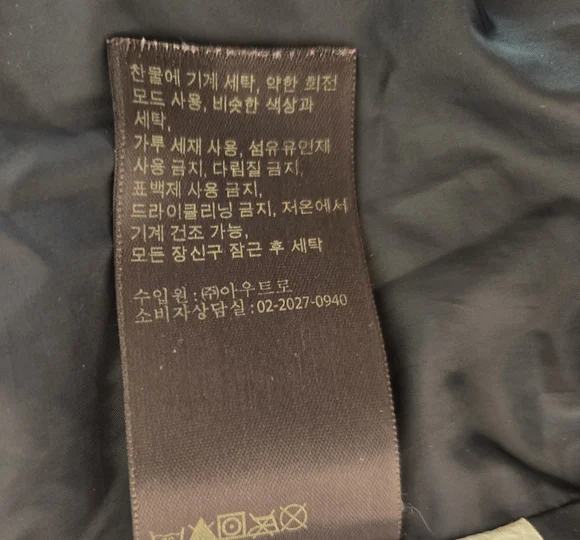 찬물에 기계 세탁, 약한 회전
모드 사용, 비슷한 색상과
세탁,
가루 세재 사용, 섬유유연재
사용 금지, 다림질 금지,
표백제 사용 금지,
드라이클리닝 금지, 저온에서
기계 건조 가능,
모든 장신구 잠근 후 세탁
수입원 : ㈜아우트로
소비자상담실 : 02-2027-0940